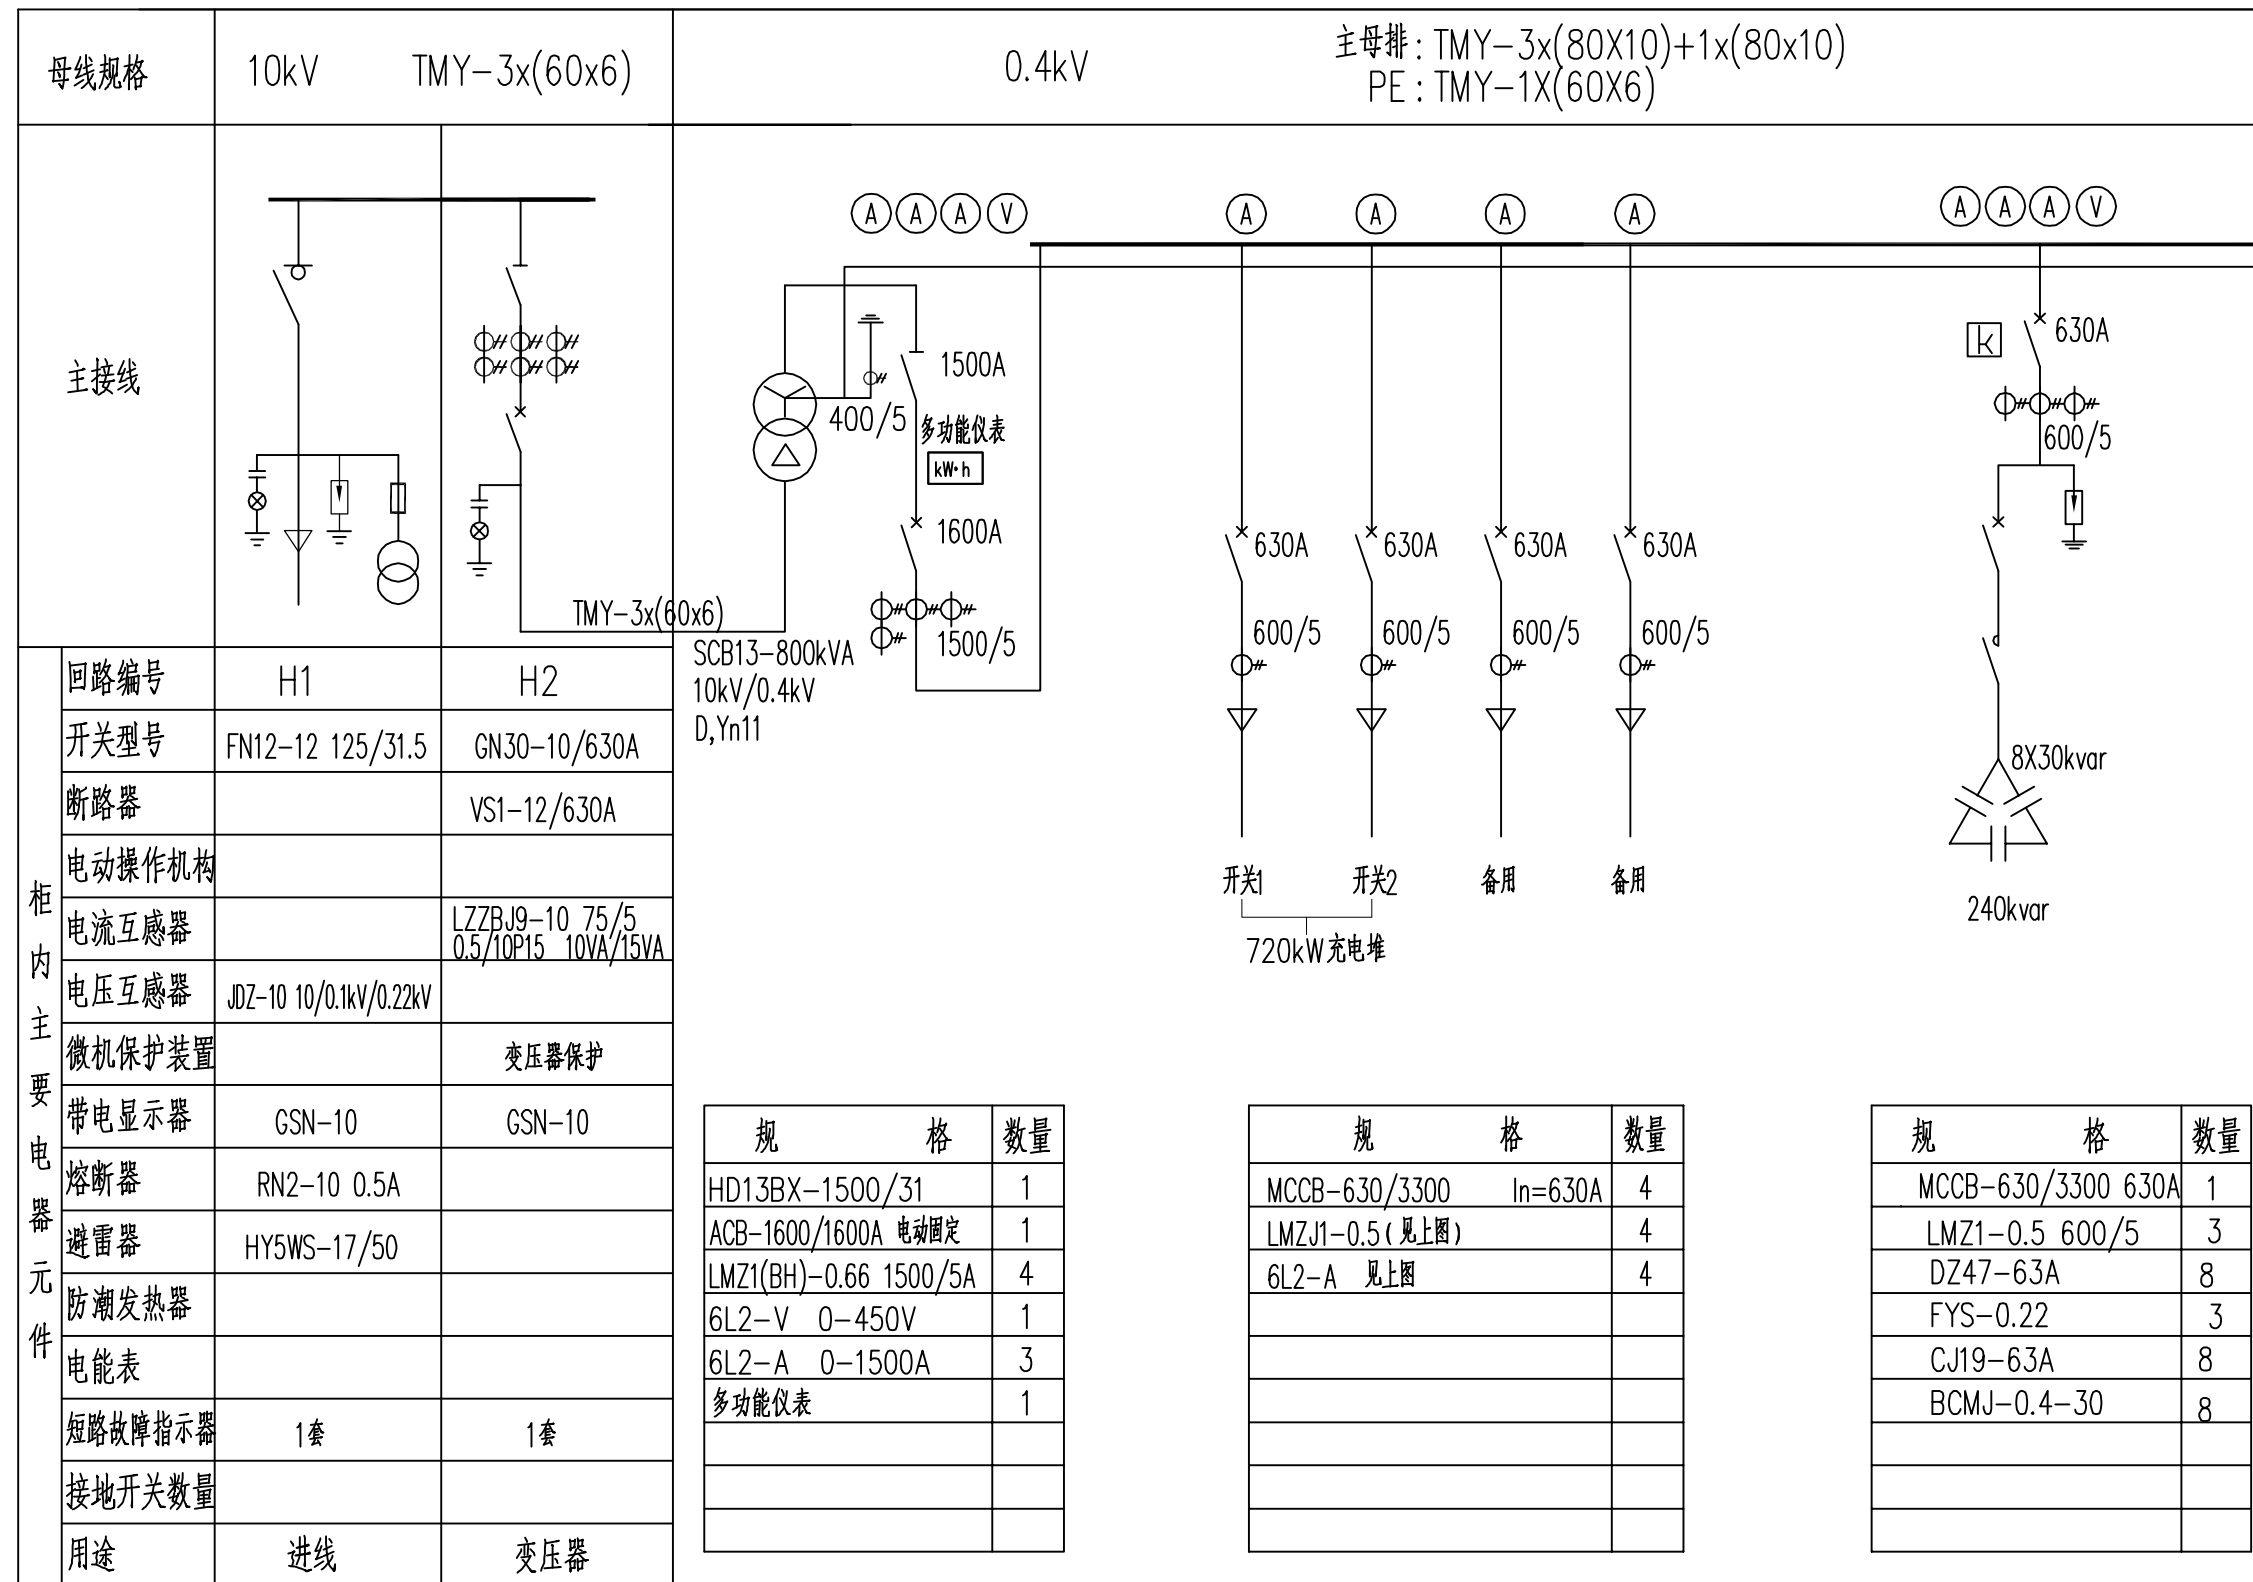 母线规格
10kV TMY-3x(60x6)
0.4kV
主母排: TMY-3x(80X10)+1x(80x10)
PE: TMY-1X(60X6)
主接线
A A A V
A
A
A
A
A A A V
1500A
400/5
多功能仪表
kW·h
1600A
1500/5
TMY-3x(60x6)
SCB13-800kVA
10kV/0.4kV
D,Yn11
630A
630A
630A
630A
600/5
600/5
600/5
600/5
开关1
开关2
备用
备用
720kW充电堆
k
630A
600/5
8X30kvar
240kvar
柜内主要电器元件
回路编号 H1 H2
开关型号 FN12-12 125/31.5 GN30-10/630A
断路器 VS1-12/630A
电动操作机构
电流互感器 LZZBJ9-10 75/5
0.5/10P15 10VA/15VA
电压互感器 JDZ-10 10/0.1kV/0.22kV
微机保护装置 变压器保护
带电显示器 GSN-10 GSN-10
熔断器 RN2-10 0.5A
避雷器 HY5WS-17/50
防潮发热器
电能表
短路故障指示器 1套 1套
接地开关数量
用途 进线 变压器
规格 数量
HD13BX-1500/31 1
ACB-1600/1600A 电动固定 1
LMZ1(BH)-0.66 1500/5A 4
6L2-V 0-450V 1
6L2-A 0-1500A 3
多功能仪表 1
规格 数量
MCCB-630/3300 In=630A 4
LMZJ1-0.5(见上图) 4
6L2-A 见上图 4
规格 数量
MCCB-630/3300 630A 1
LMZ1-0.5 600/5 3
DZ47-63A 8
FYS-0.22 3
CJ19-63A 8
BCMJ-0.4-30 8